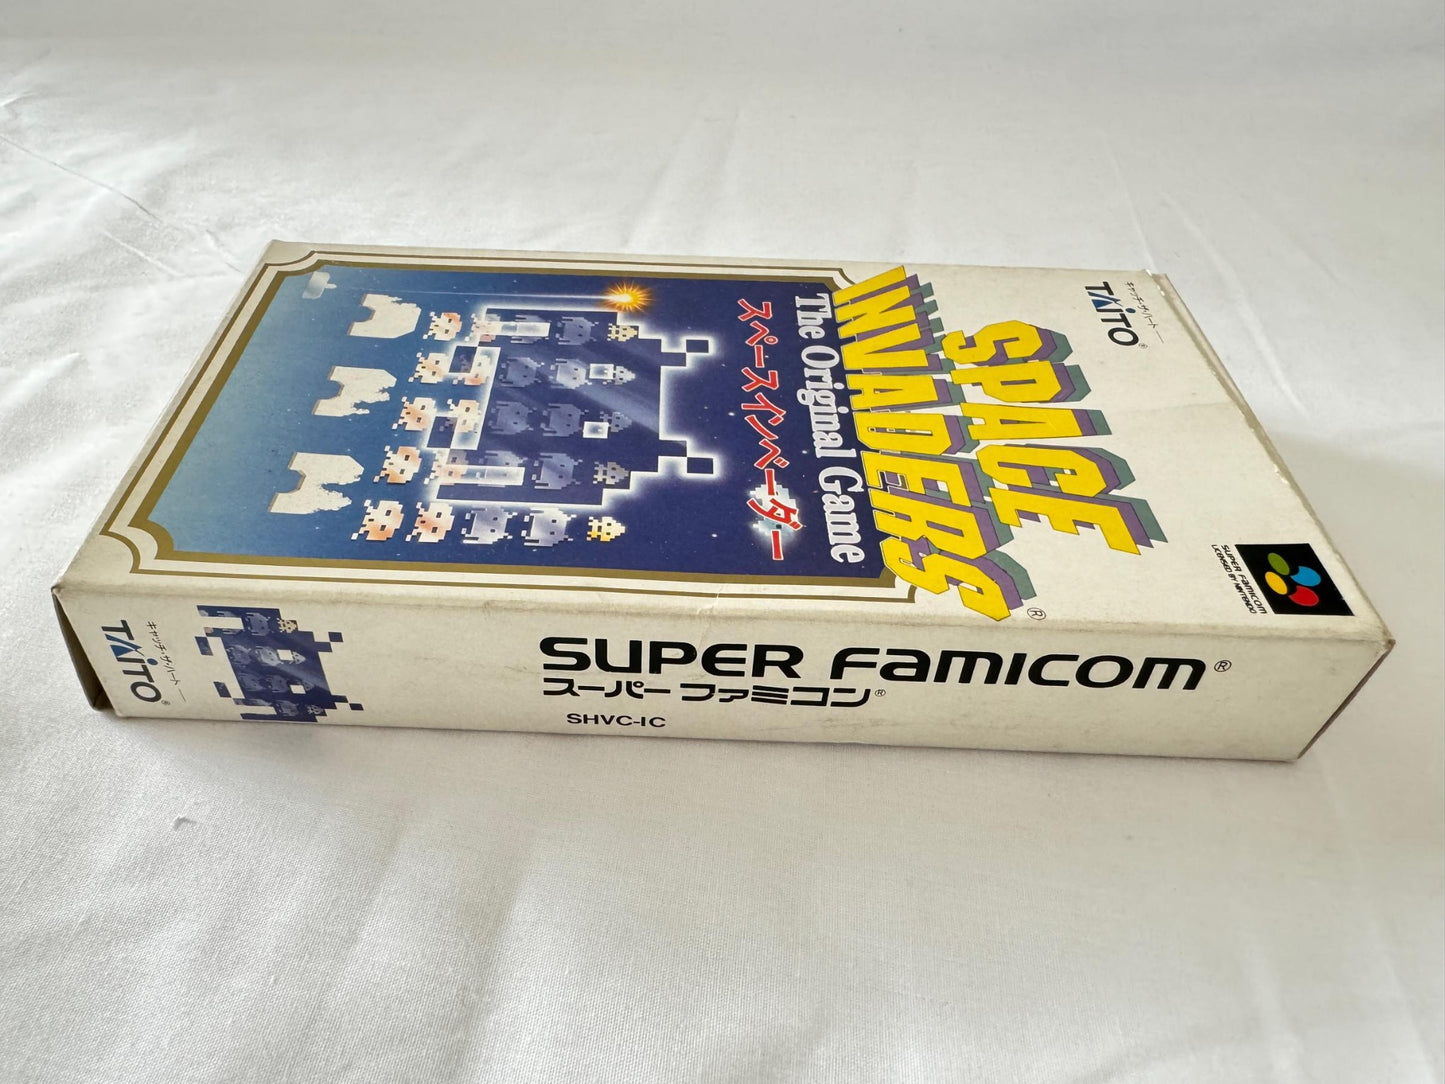 キャッチ・ザ・ハート
TAITO®
SPACE
INVADERS®
The Original Game
スペースインベーダー
SUPER FAMICOM
LICENSED BY NINTENDO
キャッチ・ザ・ハート
TAITO®
SUPER FAMICOM®
スーパーファミコン®
SHVC-IC